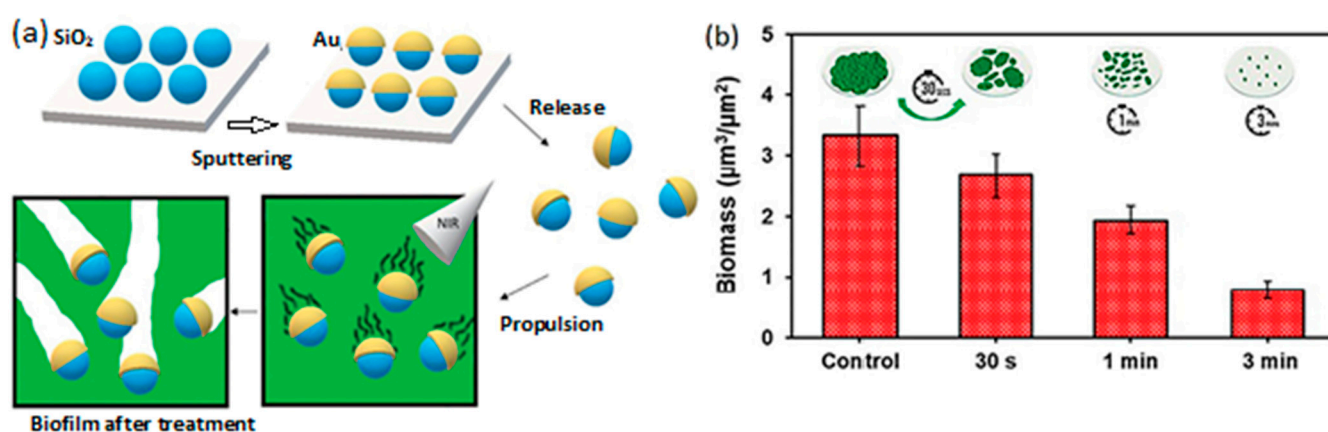 (a)
SiO₂
Au
Sputtering
Release
NIR
Propulsion
Biofilm after treatment
(b)
Biomass (µm³/µm²)
5
4
3
2
1
0
30 secs
1 min
3 min
Control
30 s
1 min
3 min